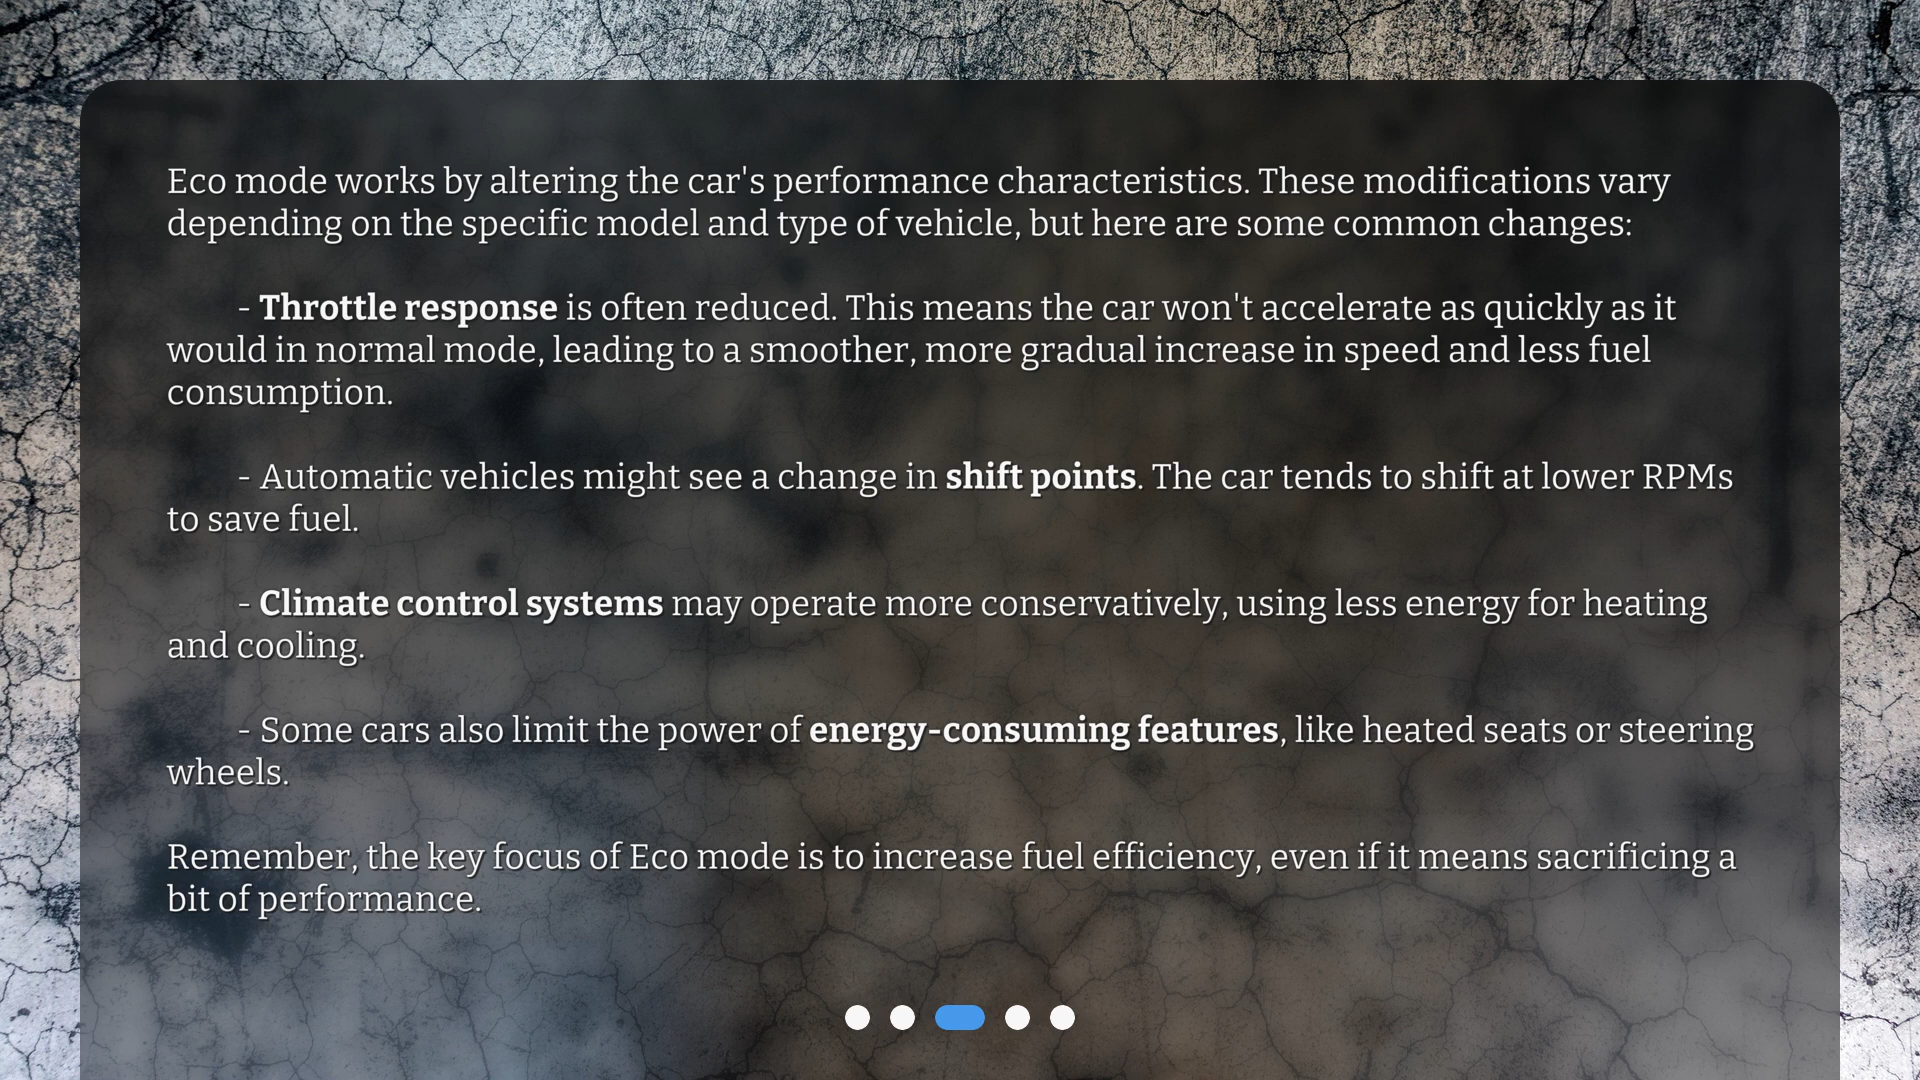 Eco mode works by altering the car's performance characteristics. These modifications vary
depending on the specific model and type of vehicle, but here are some common changes:
- Throttle response is often reduced. This means the car won't accelerate as quickly as it
would in normal mode, leading to a smoother, more gradual increase in speed and less fuel
consumption.
- Automatic vehicles might see a change in shift points. The car tends to shift at lower RPMs
to save fuel.
- Climate control systems may operate more conservatively, using less energy for heating
and cooling.
- Some cars also limit the power of energy-consuming features, like heated seats or steering
wheels.
Remember, the key focus of Eco mode is to increase fuel efficiency, even if it means sacrificing a
bit of performance.